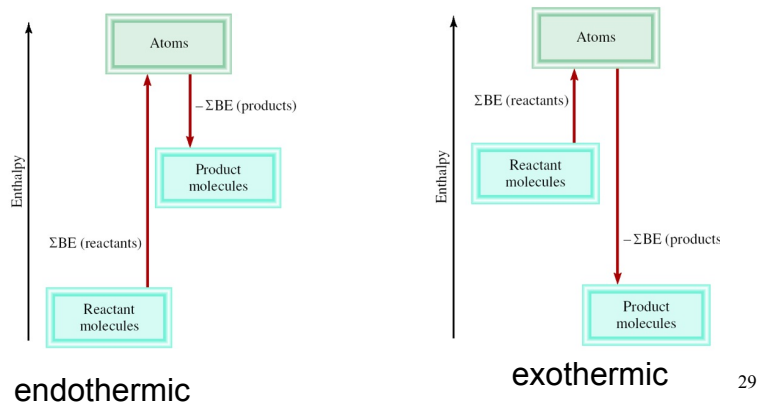 Enthalpy
Atoms
–ΣBE (products)
Product
molecules
ΣBE (reactants)
Reactant
molecules
endothermic
Enthalpy
Atoms
ΣBE (reactants)
Reactant
molecules
–ΣBE (products
Product
molecules
exothermic
29